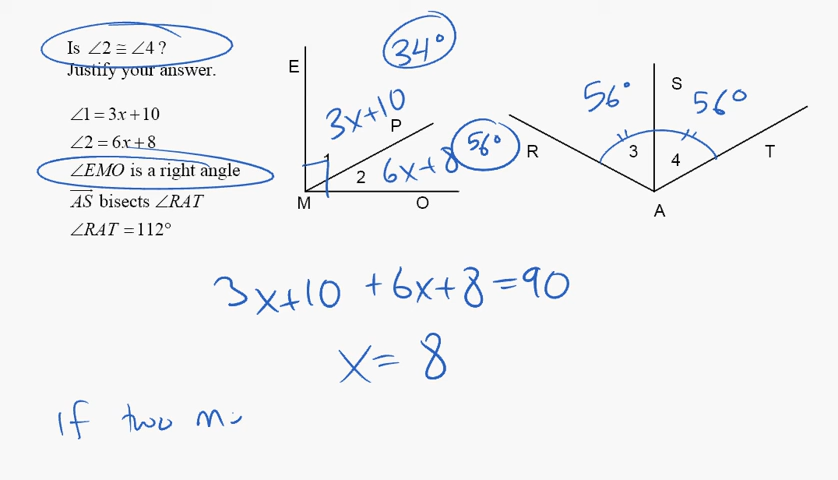 Is ∠2 ≅ ∠4 ?
Justify your answer.
∠1 = 3x + 10
∠2 = 6x + 8
∠EMO is a right angle
AS bisects ∠RAT
∠RAT = 112°
E
34°
3x+10
P
1
2
6x+8
56°
M
O
56°
S
56°
R
3
4
T
A
3x+10 + 6x + 8 = 90
x = 8
If two